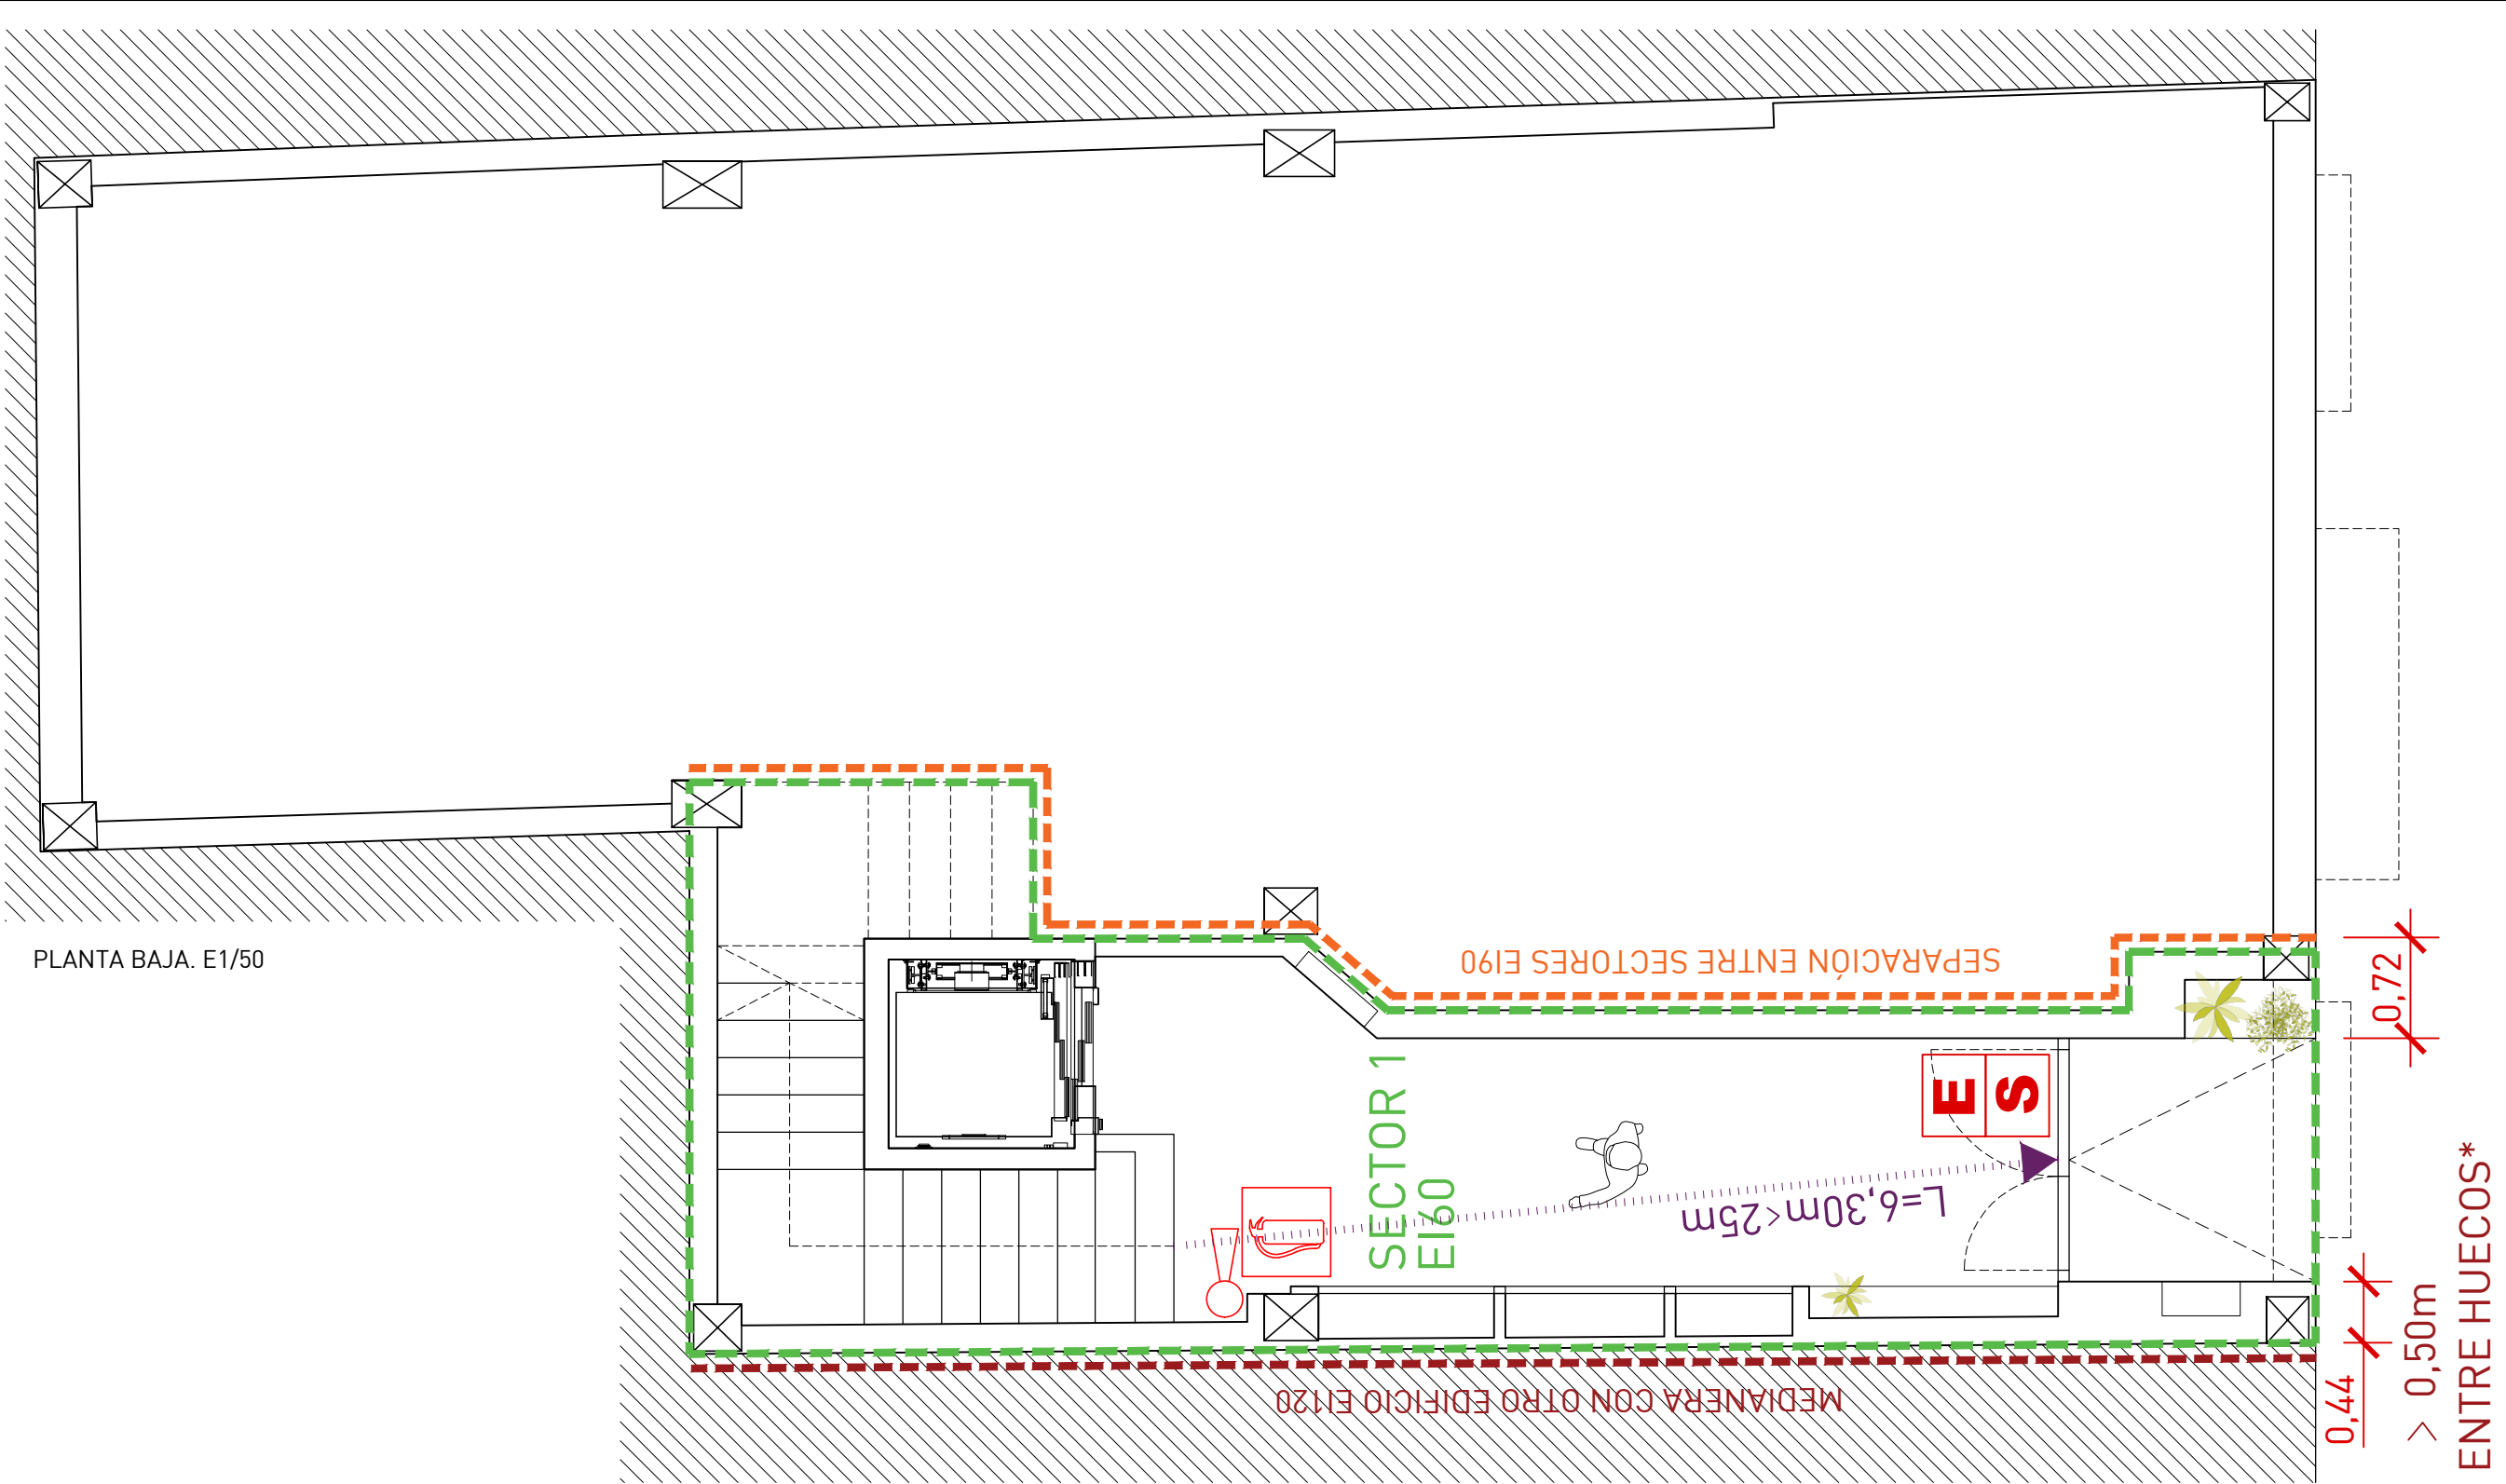 PLANTA BAJA. E1/50
SEPARACIÓN ENTRE SECTORES EI90
SECTOR 1
EI60
E
S
L=6,30m<25m
0,72
MEDIANERA CON OTRO EDIFICIO EI120
0,44
> 0,50m
ENTRE HUECOS*